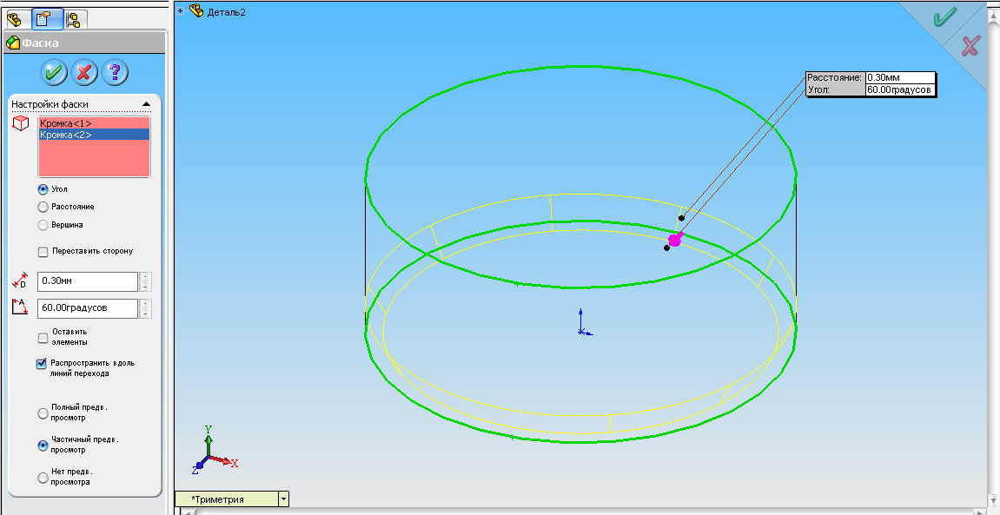 Деталь2
Фаска
?
Настройки фаски
Кромка<1>
Кромка<2>
Угол
Расстояние
Вершина
Переставить сторону
D
0.30мм
A
60.00градусов
Оставить
элементы
Распространить вдоль
линий перехода
Полный предв.
просмотр
Частичный предв.
просмотр
Нет предв.
просмотра
Расстояние: 0.30мм
Угол: 60.00градусов
Y
X
Z
*Триметрия